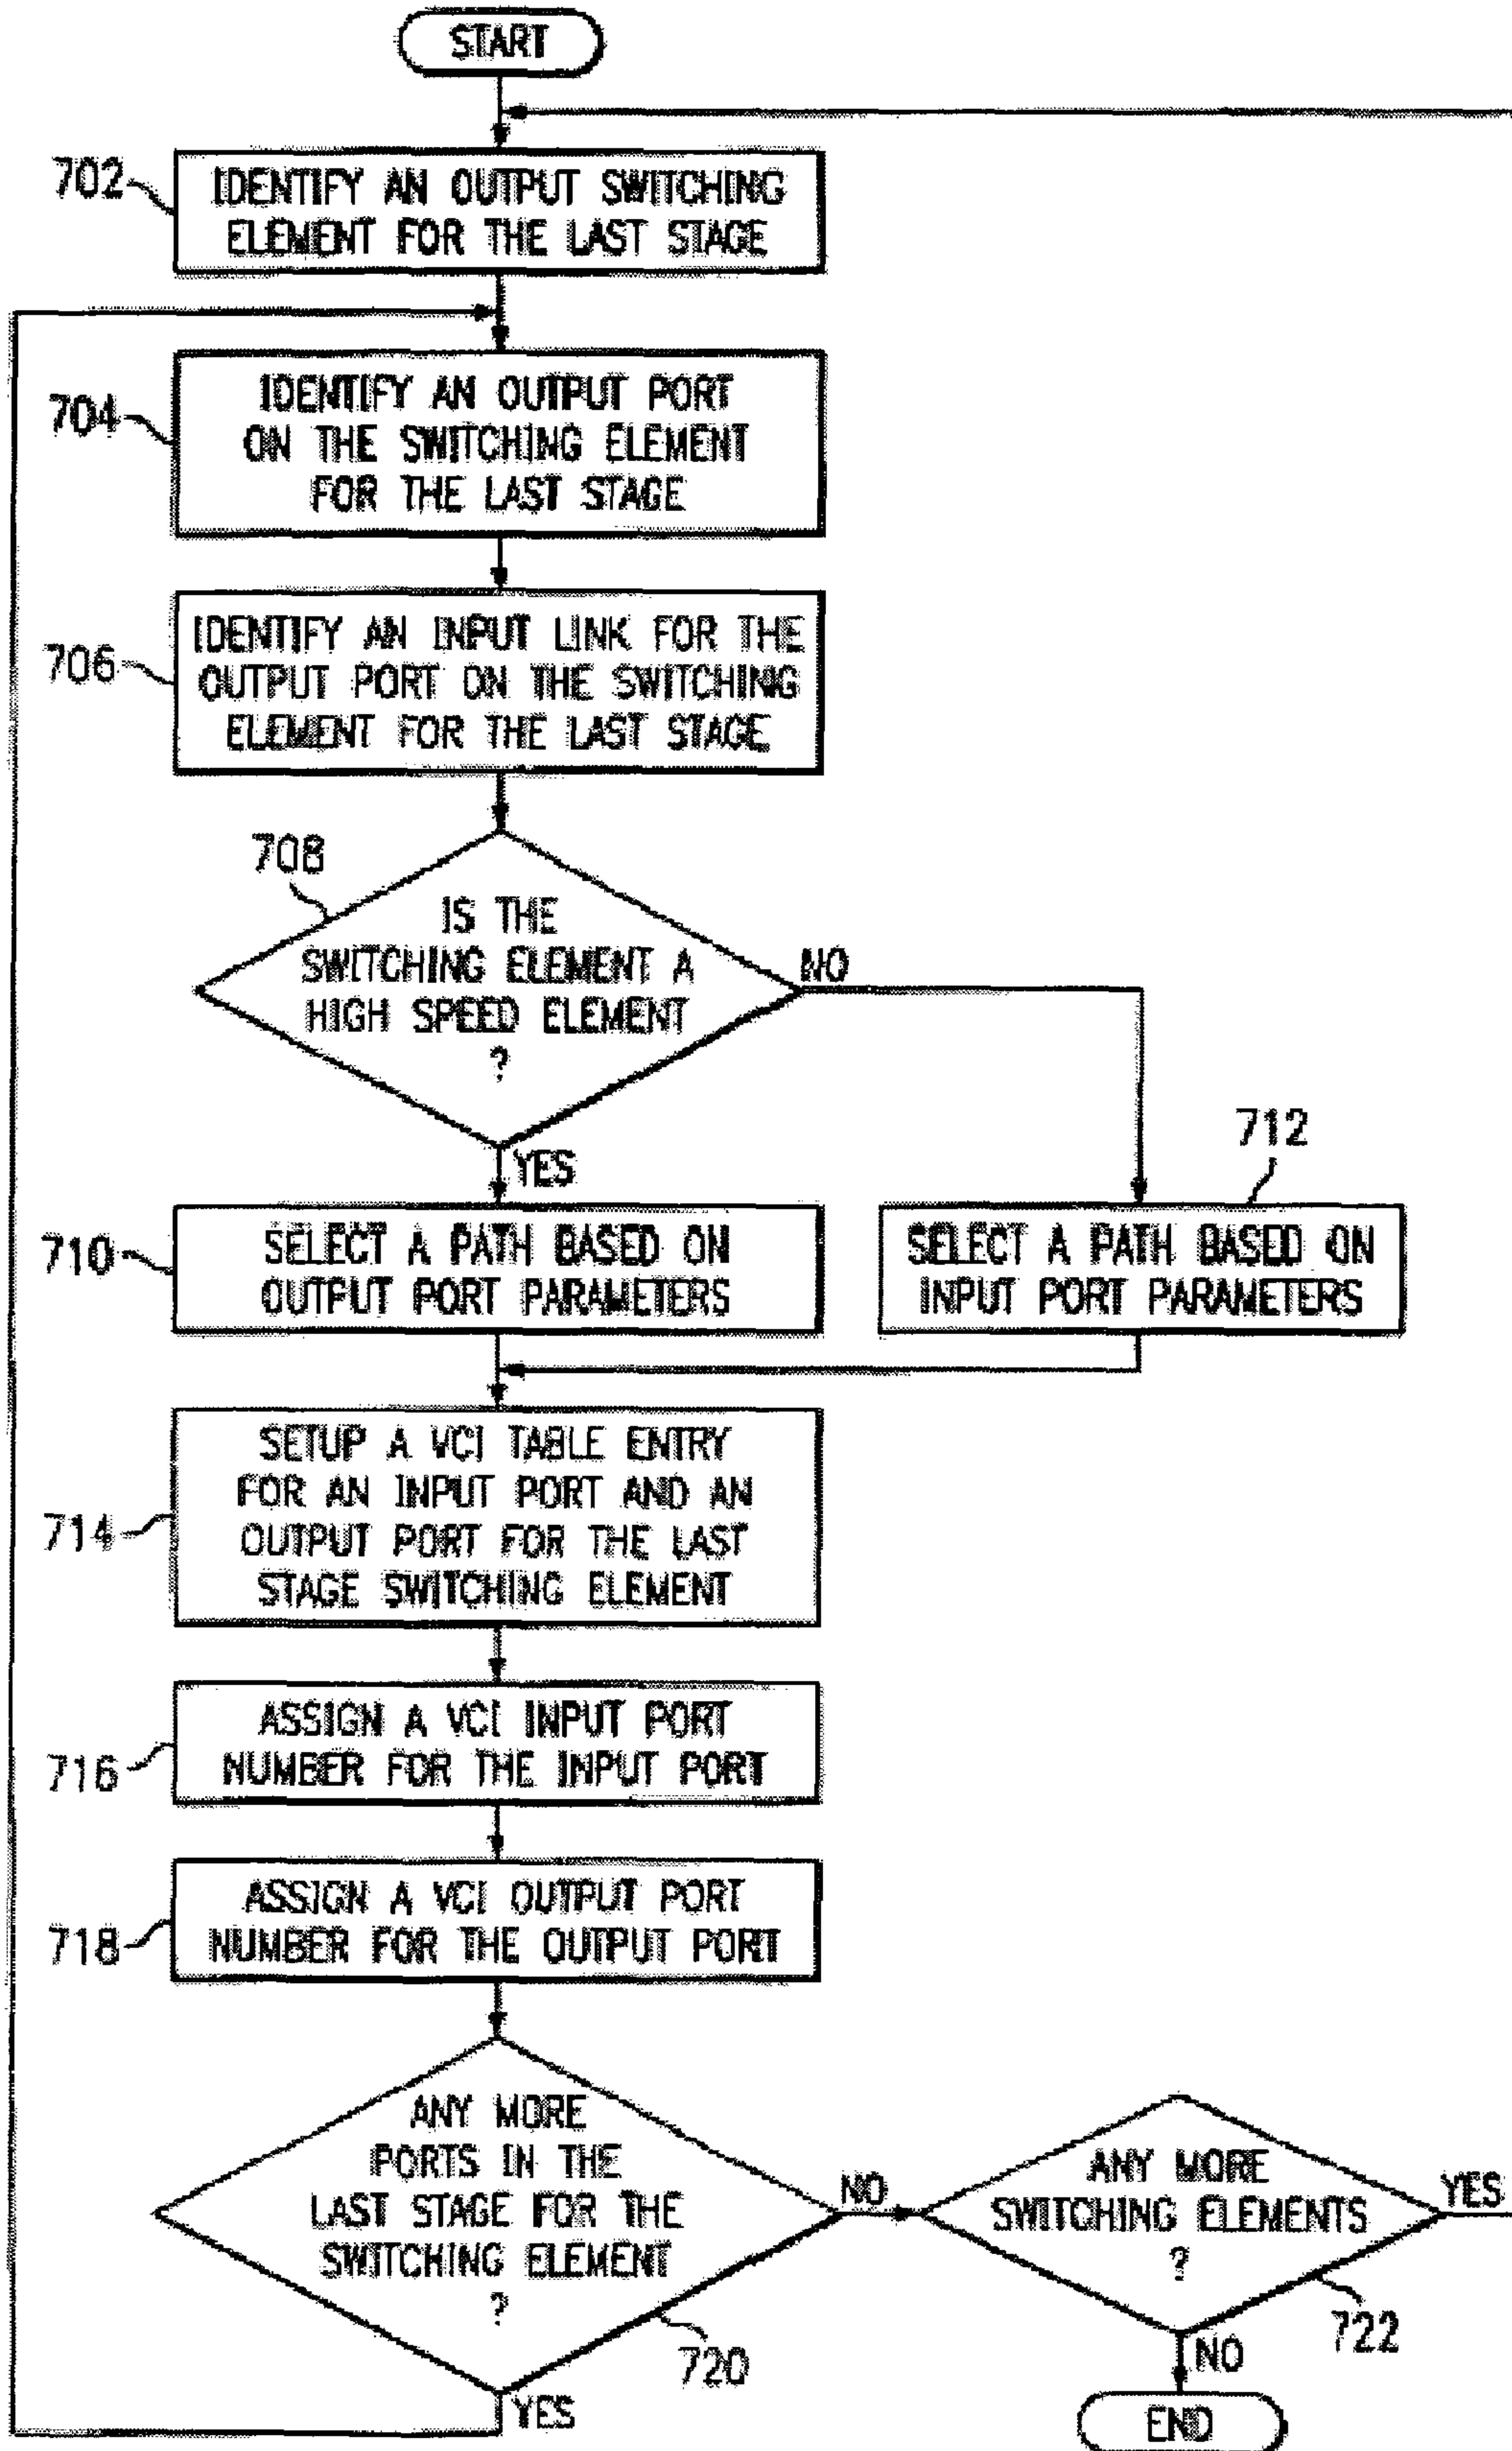 START
702
IDENTIFY AN OUTPUT SWITCHING
ELEMENT FOR THE LAST STAGE
704
IDENTIFY AN OUTPUT PORT
ON THE SWITCHING ELEMENT
FOR THE LAST STAGE
706
IDENTIFY AN INPUT LINK FOR THE
OUTPUT PORT ON THE SWITCHING
ELEMENT FOR THE LAST STAGE
708
IS THE
SWITCHING ELEMENT A
HIGH SPEED ELEMENT
?
NO
YES
710
SELECT A PATH BASED ON
OUTPUT PORT PARAMETERS
712
SELECT A PATH BASED ON
INPUT PORT PARAMETERS
714
SETUP A VCI TABLE ENTRY
FOR AN INPUT PORT AND AN
OUTPUT PORT FOR THE LAST
STAGE SWITCHING ELEMENT
716
ASSIGN A VCI INPUT PORT
NUMBER FOR THE INPUT PORT
718
ASSIGN A VCI OUTPUT PORT
NUMBER FOR THE OUTPUT PORT
ANY MORE
PORTS IN THE
LAST STAGE FOR THE
SWITCHING ELEMENT
?
720
NO
YES
ANY MORE
SWITCHING ELEMENTS
?
722
YES
NO
END